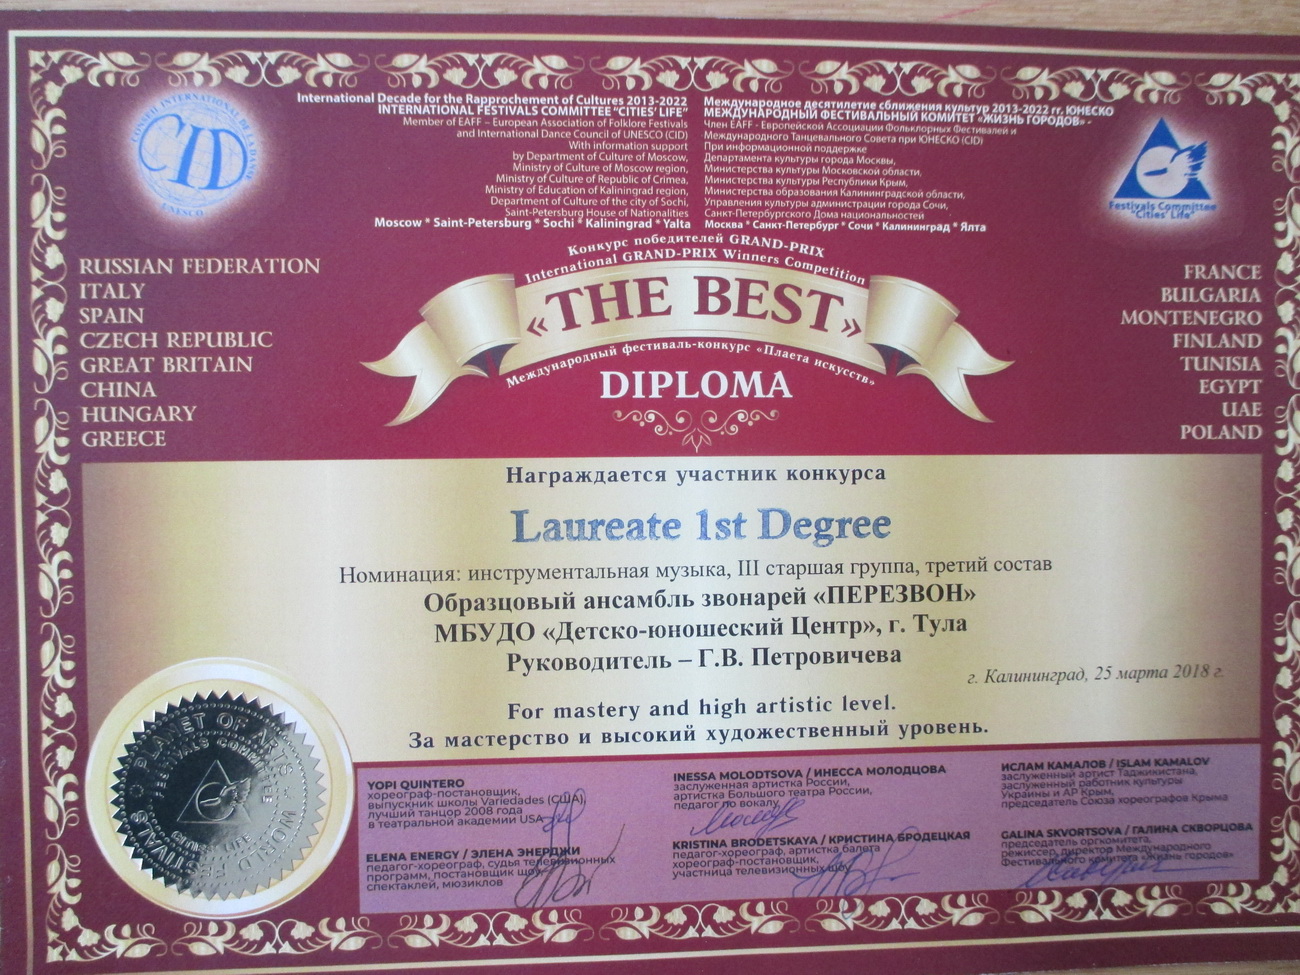 International Decade for the Rapprochement of Cultures 2013-2022
INTERNATIONAL FESTIVALS COMMITTEE "CITIES' LIFE"
Member of EAFF – European Association of Folklore Festivals
and International Dance Council of UNESCO (CID)
With information support
by Department of Culture of Moscow,
Ministry of Culture of Moscow region,
Ministry of Culture of Republic of Crimea,
Ministry of Education of Kaliningrad region,
Department of Culture of the city of Sochi,
Saint-Petersburg House of Nationalities
Moscow * Saint-Petersburg * Sochi * Kaliningrad * Yalta
Международное десятилетие сближения культур 2013-2022 гг. ЮНЕСКО
МЕЖДУНАРОДНЫЙ ФЕСТИВАЛЬНЫЙ КОМИТЕТ «ЖИЗНЬ ГОРОДОВ» -
Член EAFF - Европейской Ассоциации Фольклорных Фестивалей и
Международного Танцевального Совета при ЮНЕСКО (CID)
При информационной поддержке
Департамента культуры города Москвы,
Министерства культуры Московской области,
Министерства культуры Республики Крым,
Министерства образования Калининградской области,
Управления культуры администрации города Сочи,
Санкт-Петербургского Дома национальностей
Москва * Санкт-Петербург * Сочи * Калининград * Ялта
CONSEIL INTERNATIONAL DE LA DANSE
CID
UNESCO
Festivals Committee
"Cities' Life"
RUSSIAN FEDERATION
ITALY
SPAIN
CZECH REPUBLIC
GREAT BRITAIN
CHINA
HUNGARY
GREECE
Конкурс победителей GRAND-PRIX
International GRAND-PRIX Winners Competition
«THE BEST»
Международный фестиваль-конкурс «Плаета искусств»
DIPLOMA
FRANCE
BULGARIA
MONTENEGRO
FINLAND
TUNISIA
EGYPT
UAE
POLAND
Награждается участник конкурса
Laureate 1st Degree
Номинация: инструментальная музыка, III старшая группа, третий состав
Образцовый ансамбль звонарей «ПЕРЕЗВОН»
МБУДО «Детско-юношеский Центр», г. Тула
Руководитель – Г.В. Петровичева
г. Калининград, 25 марта 2018 г.
For mastery and high artistic level.
За мастерство и высокий художественный уровень.
PLANET OF ARTS
WORLD
YOPI QUINTERO
хореограф-постановщик,
выпускник школы Variedades (США),
лучший танцор 2008 года
в театральной академии USA
ELENA ENERGY / ЭЛЕНА ЭНЕРДЖИ
педагог-хореограф, судья телевизионных
программ, постановщик шоу-
спектаклей, мюзиклов
INESSA MOLODTSOVA / ИНЕССА МОЛОДЦОВА
заслуженная артистка России,
артистка Большого театра России,
педагог по вокалу
KRISTINA BRODETSKAYA / КРИСТИНА БРОДЕЦКАЯ
педагог-хореограф, артистка балета
хореограф-постановщик,
участница телевизионных шоу
ИСЛАМ КАМАЛОВ / ISLAM KAMALOV
заслуженный артист Таджикистана,
заслуженный работник культуры
Украины и АР Крым,
председатель Союза хореографов Крыма
GALINA SKVORTSOVA / ГАЛИНА СКВОРЦОВА
председатель оргкомитета,
режиссер, директор Международного
Фестивального комитета «Жизнь городов»